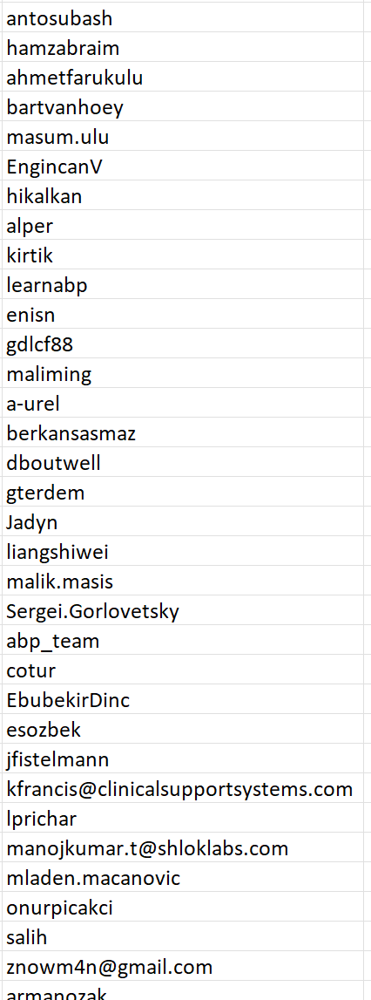 antosubash
hamzabraim
ahmetfarukulu
bartvanhoey
masum.ulu
EngincanV
hikalkan
alper
kirtik
learnabp
enisn
gdlcf88
maliming
a-urel
berkansasmaz
dboutwell
gterdem
Jadyn
liangshiwei
malik.masis
Sergei.Gorlovetsky
abp_team
cotur
EbubekirDinc
esozbek
jfistelmann
kfrancis@clinicalsupportsystems.com
lprichar
manojkumar.t@shloklabs.com
mladen.macanovic
onurpicakci
salih
znowm4n@gmail.com
armanozak